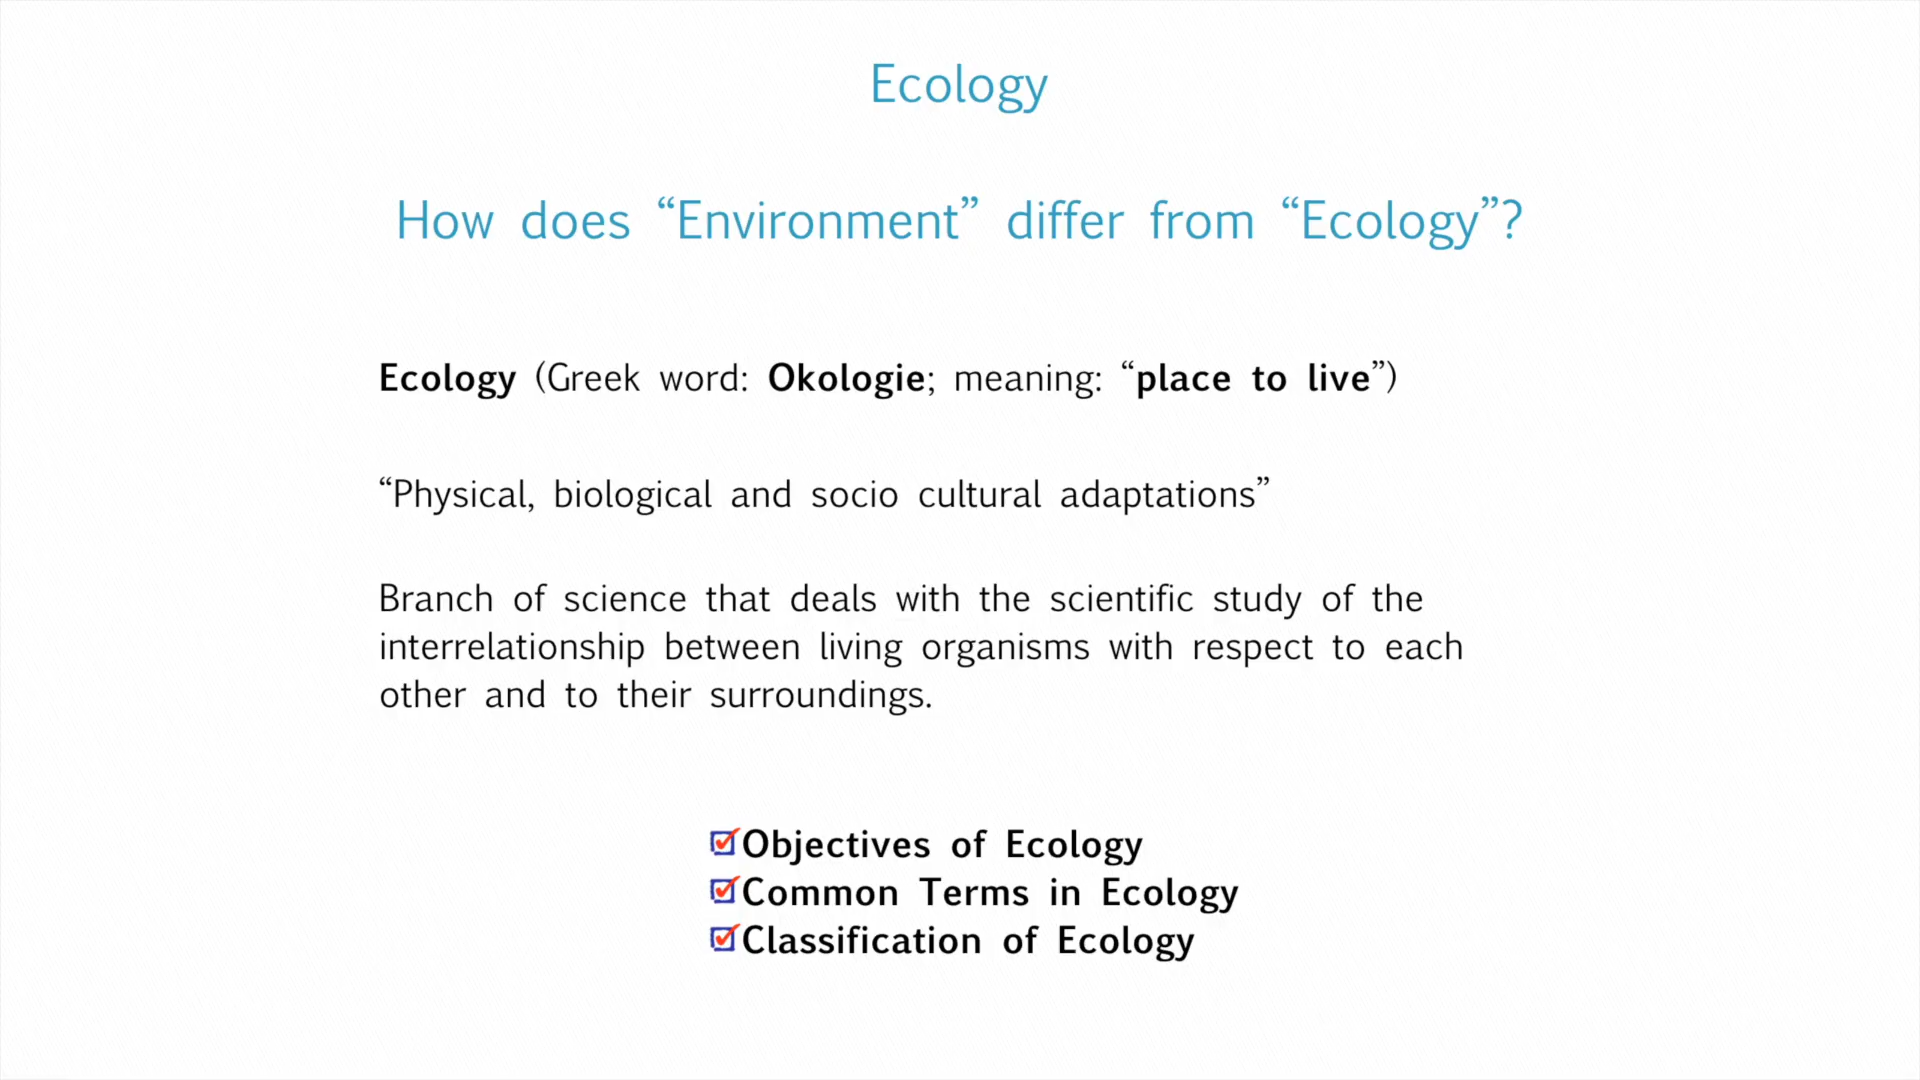 Ecology
How does “Environment” differ from “Ecology”?
Ecology (Greek word: Okologie; meaning: “place to live”)
“Physical, biological and socio cultural adaptations”
Branch of science that deals with the scientific study of the
interrelationship between living organisms with respect to each
other and to their surroundings.
Objectives of Ecology
Common Terms in Ecology
Classification of Ecology